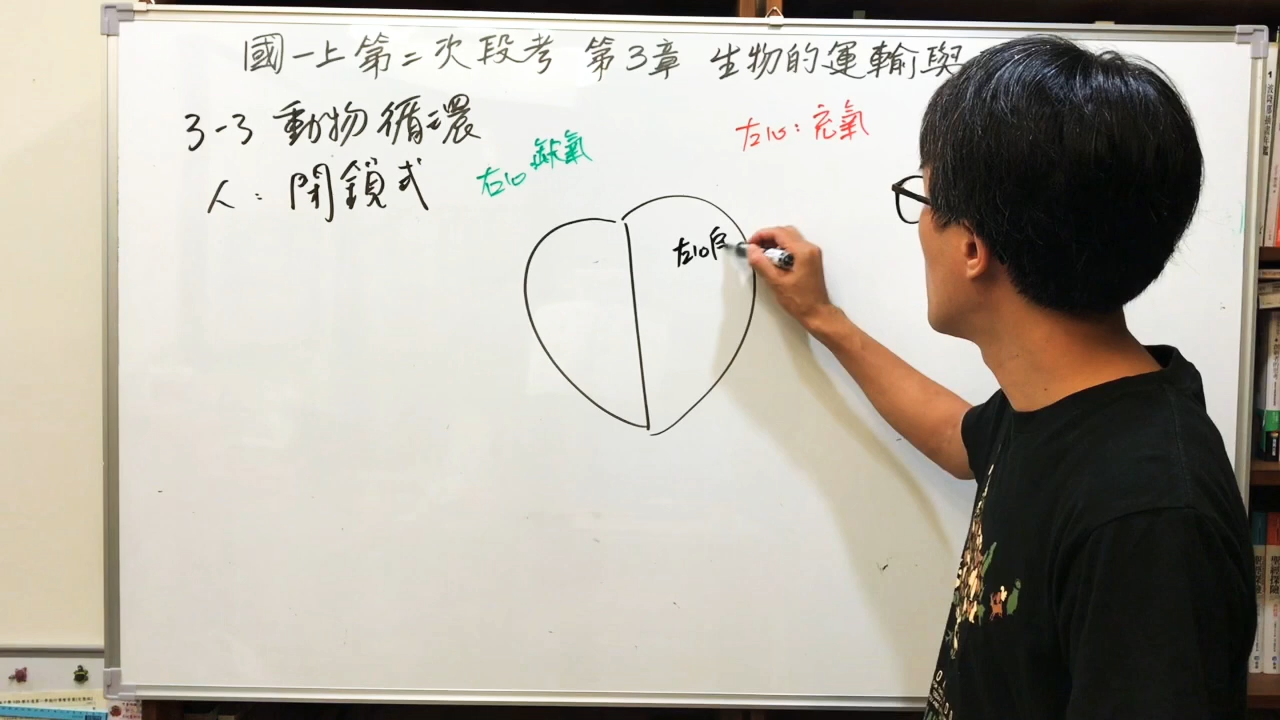 國一上第二次段考 第3章 生物的運輸與
3-3 動物循環
人：閉鎖式
右心缺氧
左心：充氧
左心房